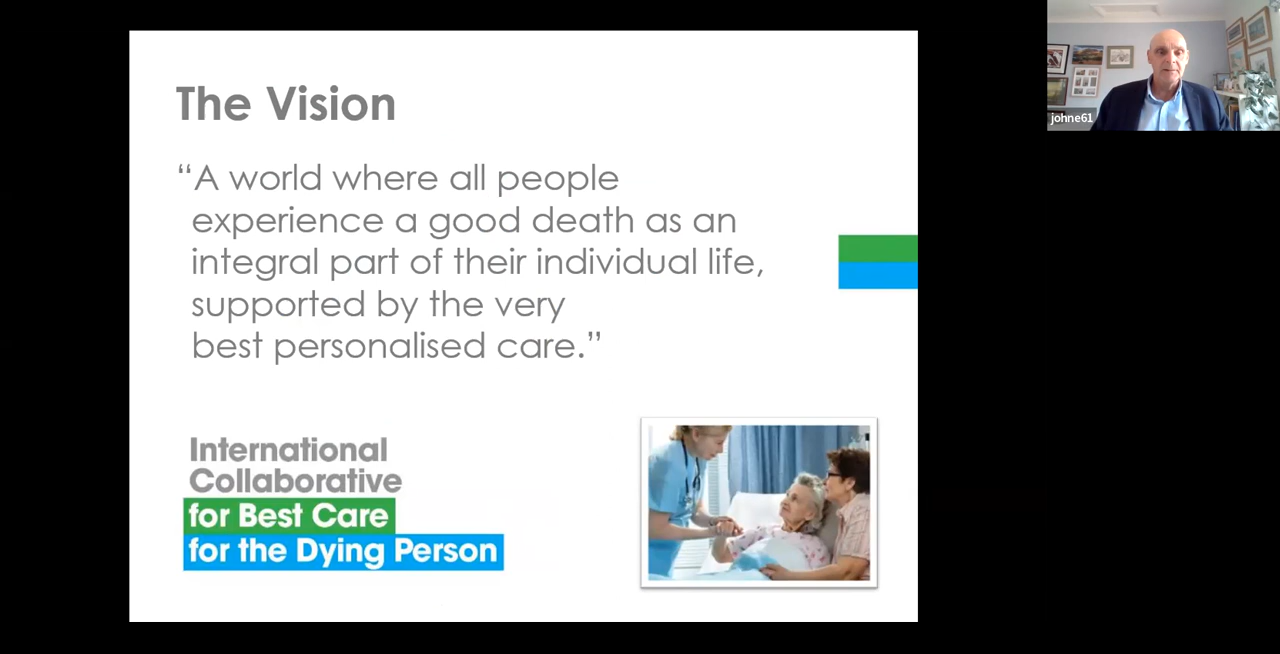 The Vision
“A world where all people
experience a good death as an
integral part of their individual life,
supported by the very
best personalised care.”
International
Collaborative
for Best Care
for the Dying Person
johne61